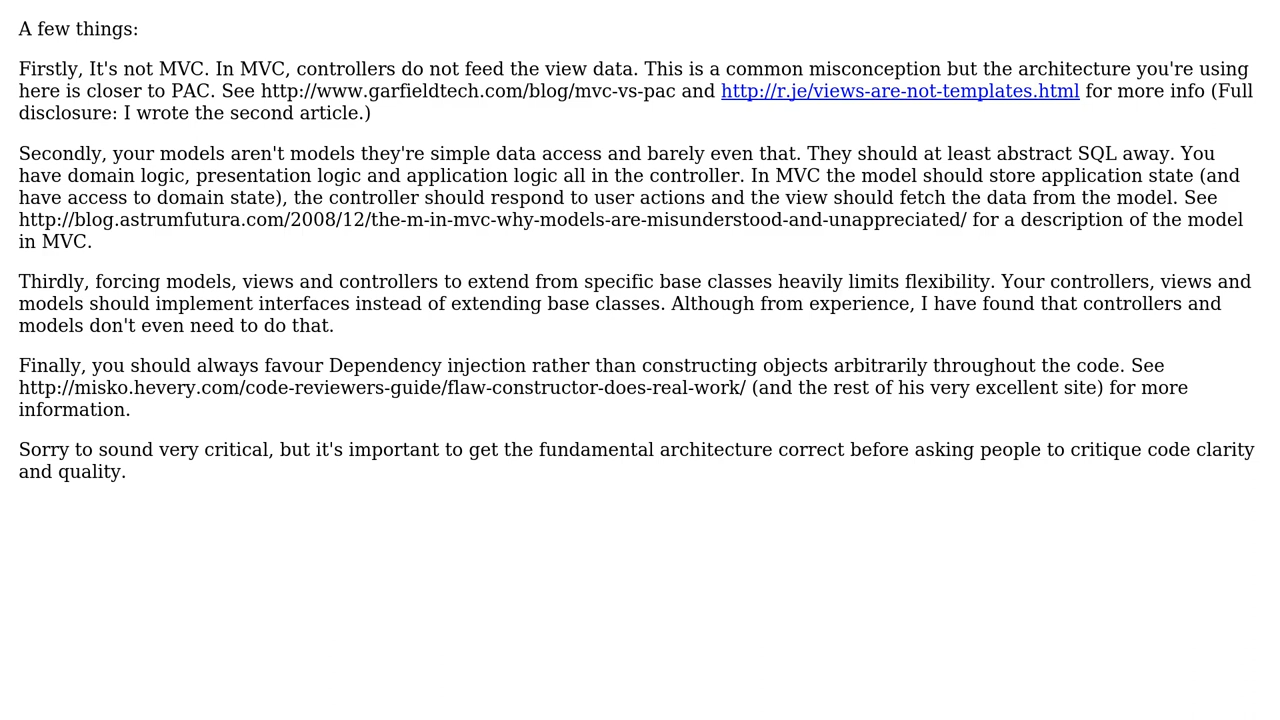 A few things:
Firstly, It's not MVC. In MVC, controllers do not feed the view data. This is a common misconception but the architecture you're using
here is closer to PAC. See http://www.garfieldtech.com/blog/mvc-vs-pac and http://r.je/views-are-not-templates.html for more info (Full
disclosure: I wrote the second article.)
Secondly, your models aren't models they're simple data access and barely even that. They should at least abstract SQL away. You
have domain logic, presentation logic and application logic all in the controller. In MVC the model should store application state (and
have access to domain state), the controller should respond to user actions and the view should fetch the data from the model. See
http://blog.astrumfutura.com/2008/12/the-m-in-mvc-why-models-are-misunderstood-and-unappreciated/ for a description of the model
in MVC.
Thirdly, forcing models, views and controllers to extend from specific base classes heavily limits flexibility. Your controllers, views and
models should implement interfaces instead of extending base classes. Although from experience, I have found that controllers and
models don't even need to do that.
Finally, you should always favour Dependency injection rather than constructing objects arbitrarily throughout the code. See
http://misko.hevery.com/code-reviewers-guide/flaw-constructor-does-real-work/ (and the rest of his very excellent site) for more
information.
Sorry to sound very critical, but it's important to get the fundamental architecture correct before asking people to critique code clarity
and quality.